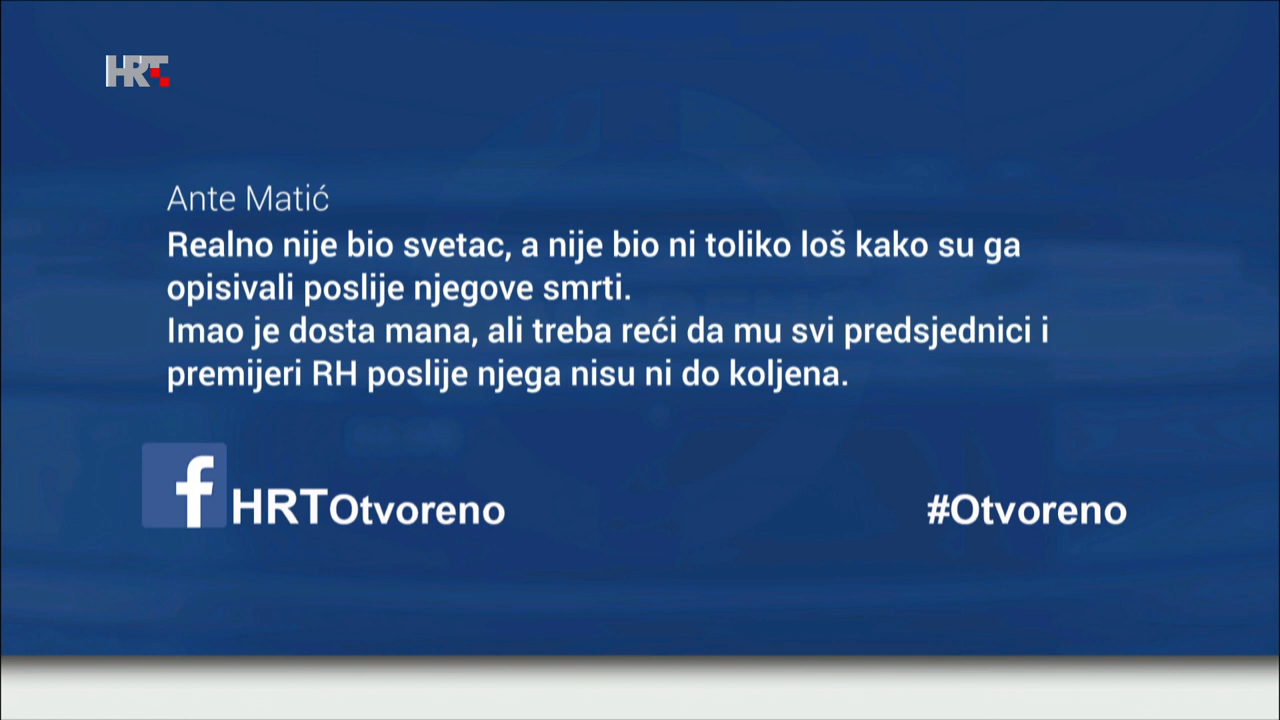 HRT
Ante Matić
Realno nije bio svetac, a nije bio ni toliko loš kako su ga
opisivali poslije njegove smrti.
Imao je dosta mana, ali treba reći da mu svi predsjednici i
premijeri RH poslije njega nisu ni do koljena.
f HRTOtvoreno
#Otvoreno